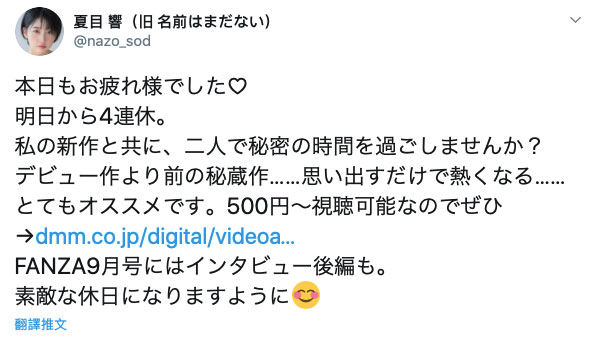 夏目 響（旧 名前はまだない）
@nazo_sod
本日もお疲れ様でした♡
明日から4連休。
私の新作と共に、二人で秘密の時間を過ごしませんか？
デビュー作より前の秘蔵作……思い出すだけで熱くなる……
とてもオススメです。500円〜視聴可能なのでぜひ
→dmm.co.jp/digital/videoa...
FANZA9月号にはインタビュー後編も。
素敵な休日になりますように😊
翻譯推文